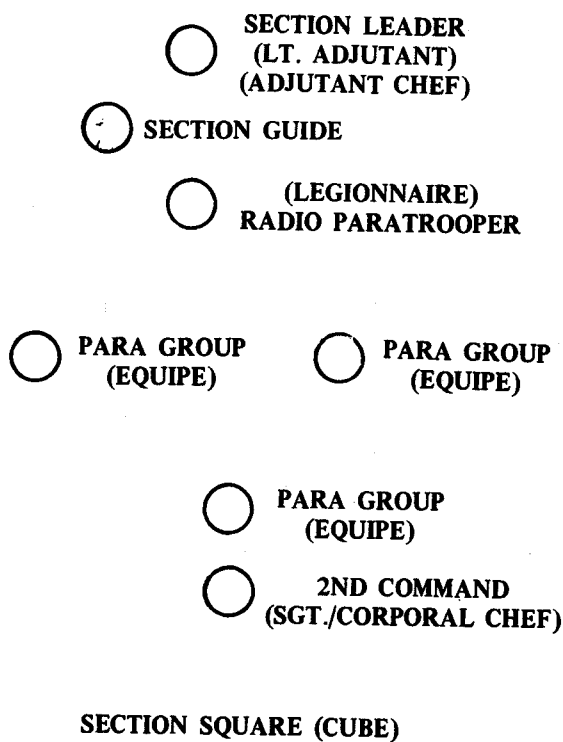 SECTION LEADER
(LT. ADJUTANT)
(ADJUTANT CHEF)
SECTION GUIDE
(LEGIONNAIRE)
RADIO PARATROOPER
PARA GROUP
(EQUIPE)
PARA GROUP
(EQUIPE)
PARA GROUP
(EQUIPE)
2ND COMMAND
(SGT./CORPORAL CHEF)
SECTION SQUARE (CUBE)